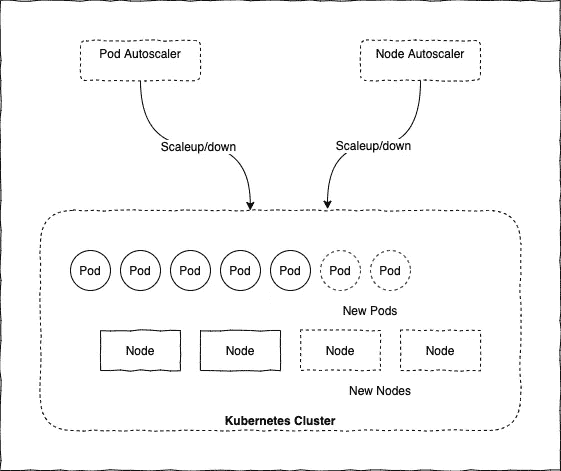 Pod Autoscaler
Node Autoscaler
Scaleup/down
Scaleup/down
Pod Pod Pod Pod Pod Pod Pod
New Pods
Node Node Node Node
New Nodes
Kubernetes Cluster